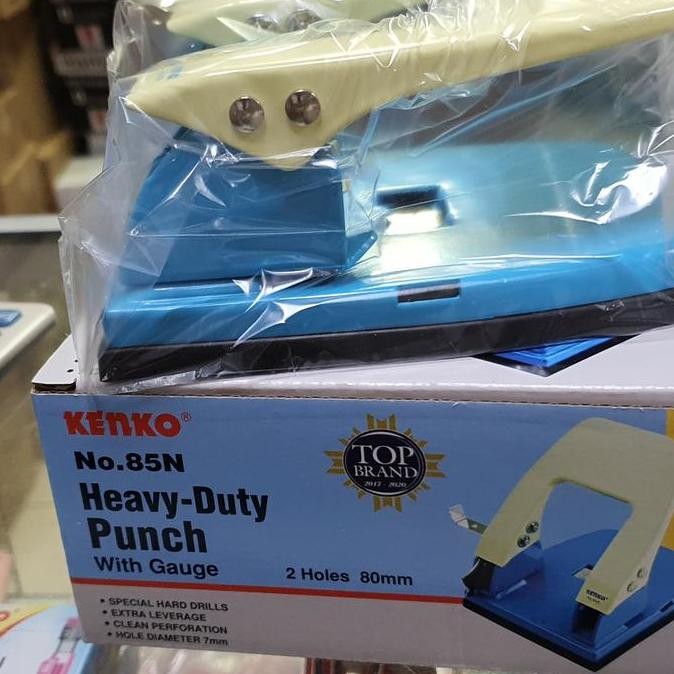 KENKO®
No.85N
Heavy-Duty
Punch
With Gauge
2 Holes 80mm
• SPECIAL HARD DRILLS
• EXTRA LEVERAGE
• CLEAN PERFORATION
• HOLE DIAMETER 7mm
TOP
BRAND
2017 - 2020
KENKO